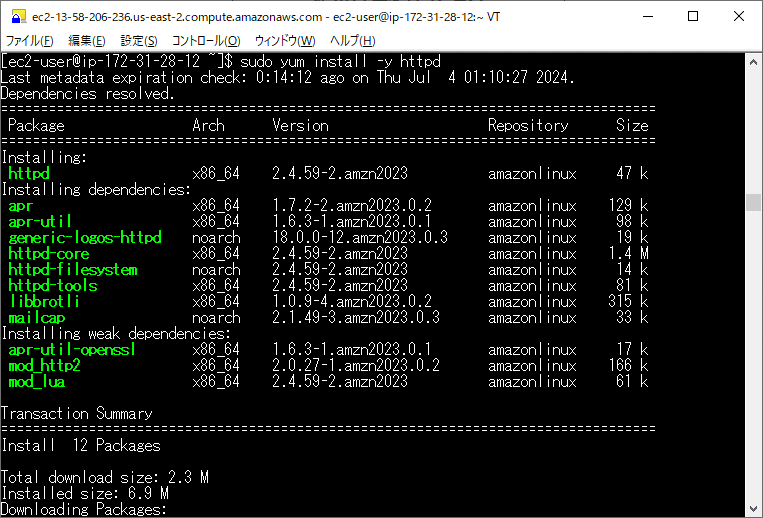 ec2-13-58-206-236.us-east-2.compute.amazonaws.com - ec2-user@ip-172-31-28-12:~ VT
ファイル(F) 編集(E) 設定(S) コントロール(O) ウィンドウ(W) ヘルプ(H)
[ec2-user@ip-172-31-28-12 ~]$ sudo yum install -y httpd
Last metadata expiration check: 0:14:12 ago on Thu Jul  4 01:10:27 2024.
Dependencies resolved.
================================================================================
Package Arch Version Repository Size
================================================================================
Installing:
httpd x86_64 2.4.59-2.amzn2023 amazonlinux 47 k
Installing dependencies:
apr x86_64 1.7.2-2.amzn2023.0.2 amazonlinux 129 k
apr-util x86_64 1.6.3-1.amzn2023.0.1 amazonlinux 98 k
generic-logos-httpd noarch 18.0.0-12.amzn2023.0.3 amazonlinux 19 k
httpd-core x86_64 2.4.59-2.amzn2023 amazonlinux 1.4 M
httpd-filesystem noarch 2.4.59-2.amzn2023 amazonlinux 14 k
httpd-tools x86_64 2.4.59-2.amzn2023 amazonlinux 81 k
libbrotli x86_64 1.0.9-4.amzn2023.0.2 amazonlinux 315 k
mailcap noarch 2.1.49-3.amzn2023.0.3 amazonlinux 33 k
Installing weak dependencies:
apr-util-openssl x86_64 1.6.3-1.amzn2023.0.1 amazonlinux 17 k
mod_http2 x86_64 2.0.27-1.amzn2023.0.2 amazonlinux 166 k
mod_lua x86_64 2.4.59-2.amzn2023 amazonlinux 61 k
Transaction Summary
================================================================================
Install  12 Packages
Total download size: 2.3 M
Installed size: 6.9 M
Downloading Packages: